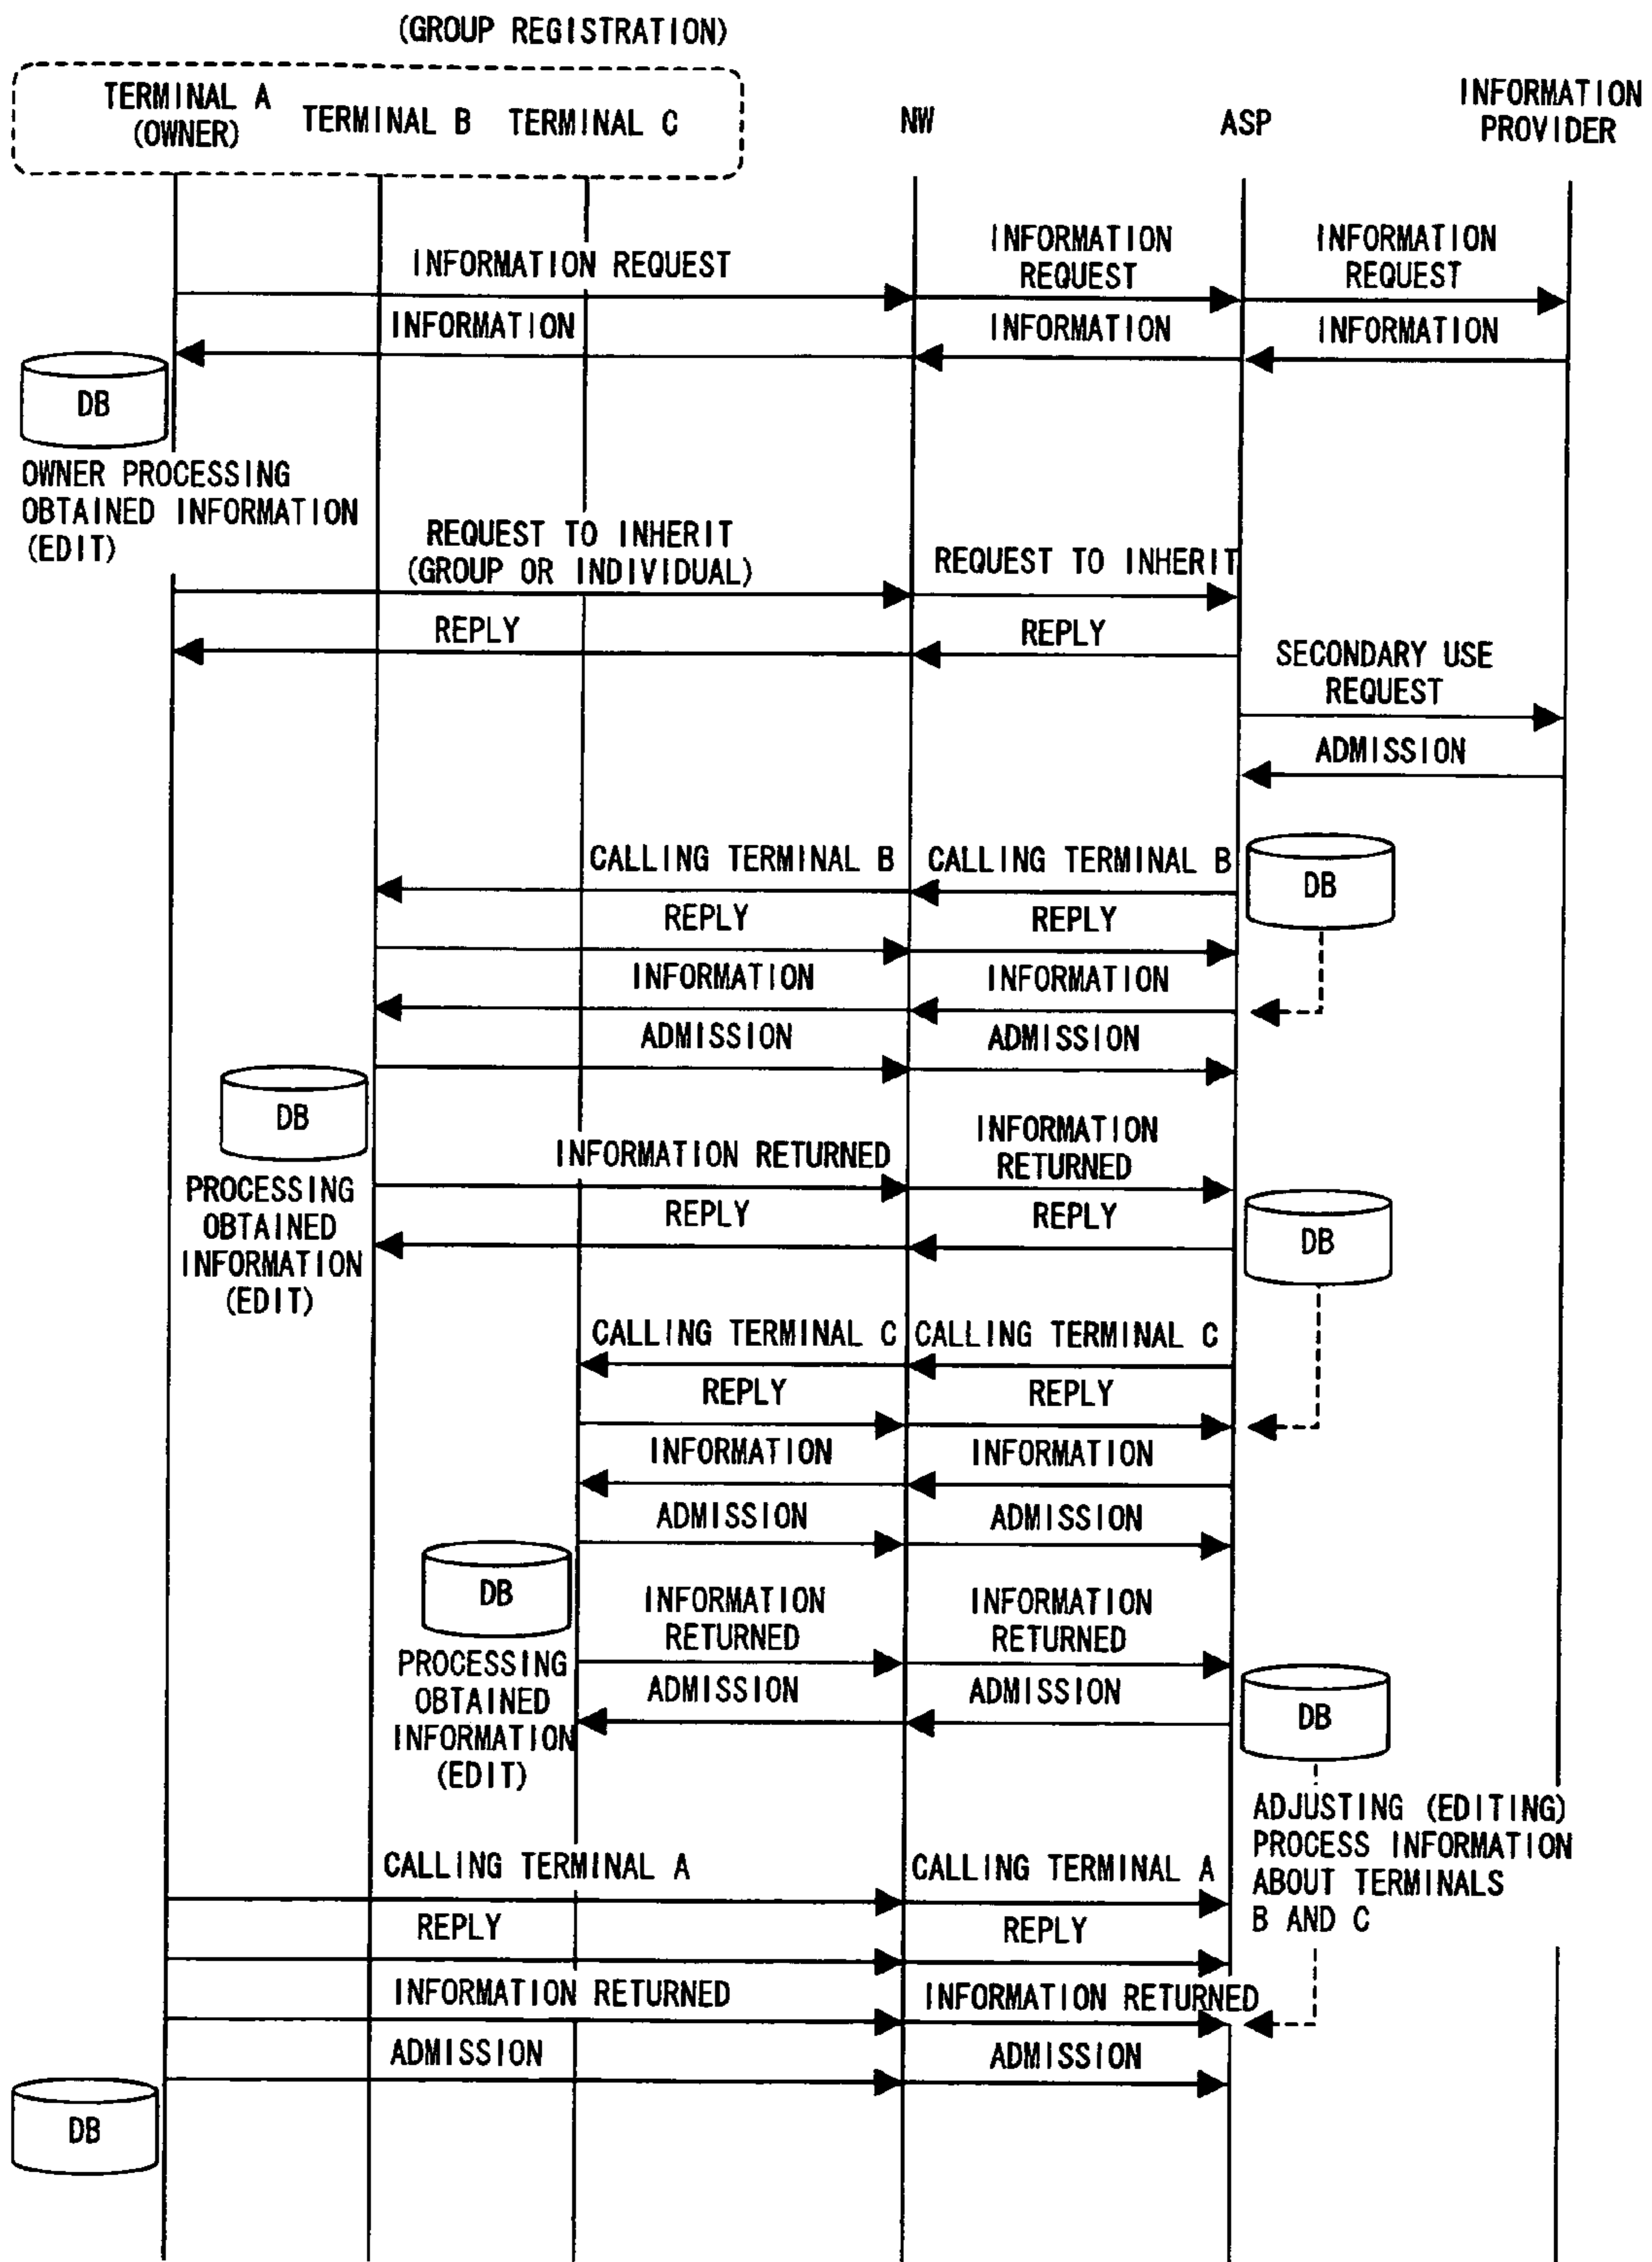 (GROUP REGISTRATION)
TERMINAL A
(OWNER)
TERMINAL B
TERMINAL C
NW
ASP
INFORMATION
PROVIDER
INFORMATION REQUEST
INFORMATION
REQUEST
INFORMATION
REQUEST
INFORMATION
INFORMATION
INFORMATION
DB
OWNER PROCESSING
OBTAINED INFORMATION
(EDIT)
REQUEST TO INHERIT
(GROUP OR INDIVIDUAL)
REQUEST TO INHERIT
REPLY
REPLY
SECONDARY USE
REQUEST
ADMISSION
CALLING TERMINAL B
CALLING TERMINAL B
DB
REPLY
REPLY
INFORMATION
INFORMATION
ADMISSION
ADMISSION
DB
PROCESSING
OBTAINED
INFORMATION
(EDIT)
INFORMATION RETURNED
INFORMATION
RETURNED
REPLY
REPLY
DB
CALLING TERMINAL C
CALLING TERMINAL C
REPLY
REPLY
INFORMATION
INFORMATION
ADMISSION
ADMISSION
DB
PROCESSING
OBTAINED
INFORMATION
(EDIT)
INFORMATION
RETURNED
INFORMATION
RETURNED
ADMISSION
ADMISSION
DB
ADJUSTING (EDITING)
PROCESS INFORMATION
ABOUT TERMINALS
B AND C
CALLING TERMINAL A
CALLING TERMINAL A
REPLY
REPLY
INFORMATION RETURNED
INFORMATION RETURNED
ADMISSION
ADMISSION
DB